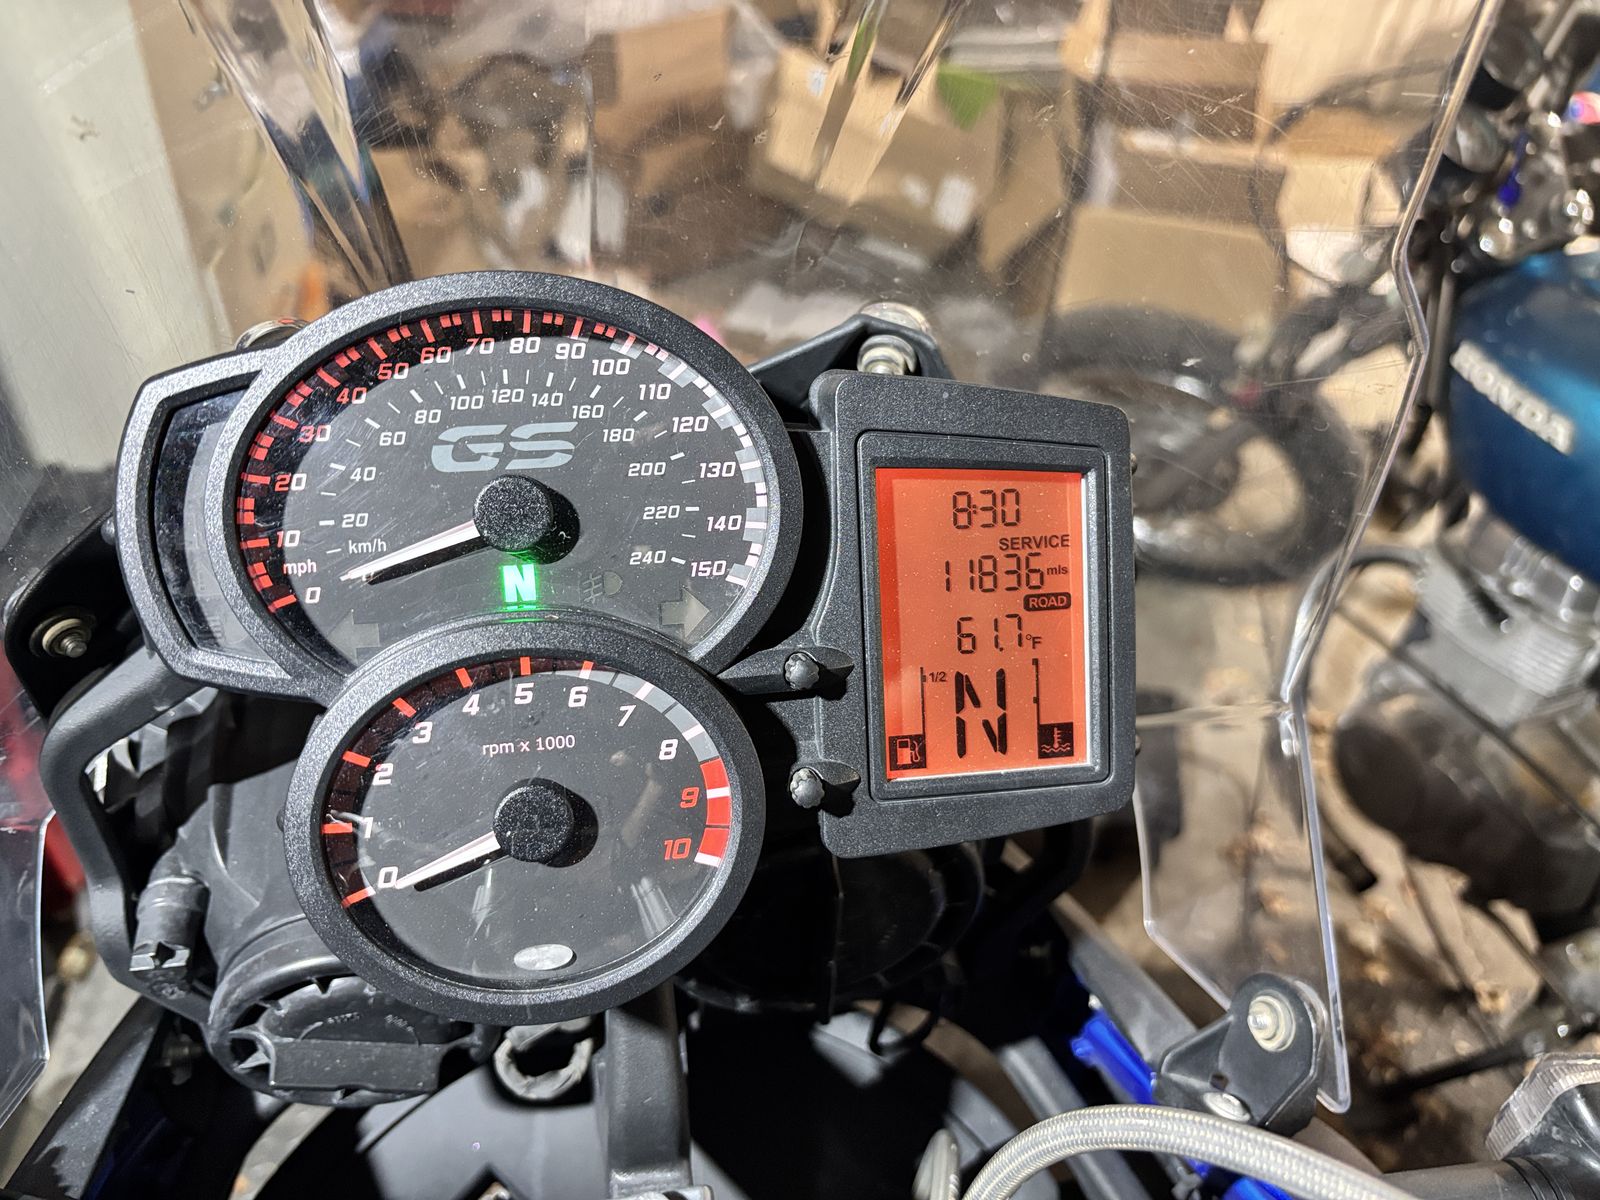 10 20 30 40 50 60 70 80 90 100 110 120 130 140 150
mph 0
20 40 60 80 100 120 140 160 180 200 220 240
km/h
GS
N
0 1 2 3 4 5 6 7 8 9 10
rpm x 1000
8:30
SERVICE
11836 mls
ROAD
61.7 °F
1/2
N
HONDA